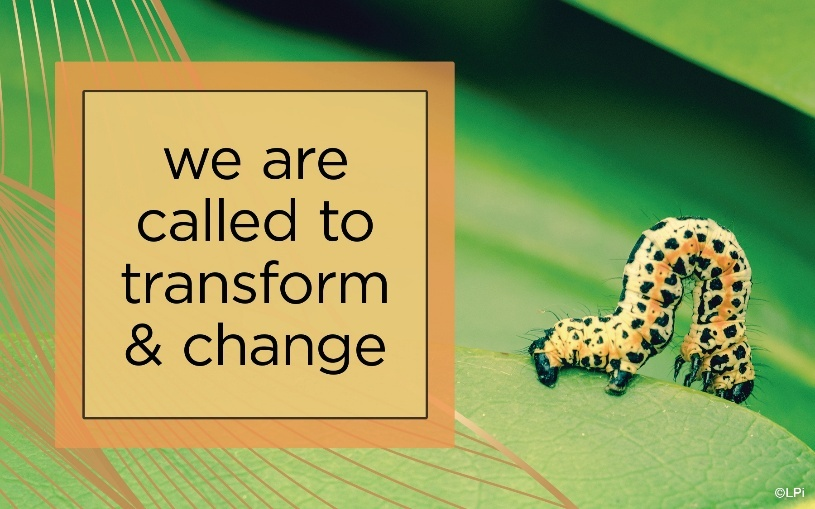 we are
called to
transform
& change
©LPi